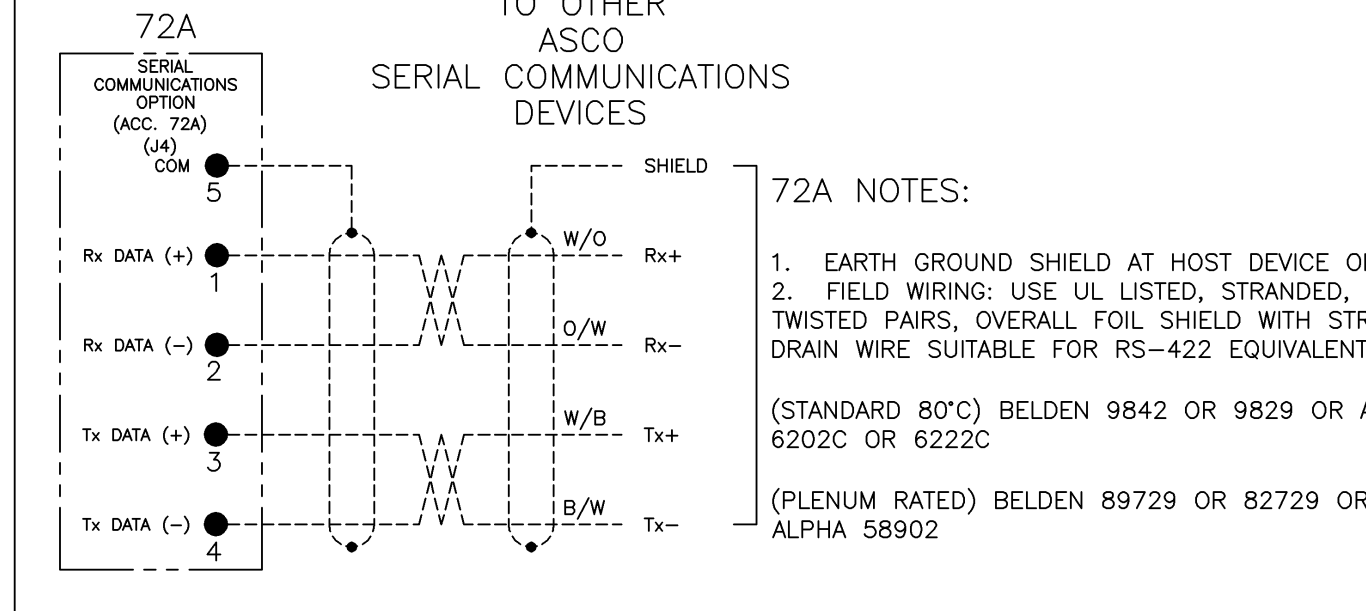 72A
SERIAL
COMMUNICATIONS
OPTION
(ACC. 72A)
(J4)
COM
5
Rx DATA (+)
1
Rx DATA (–)
2
Tx DATA (+)
3
Tx DATA (–)
4
TO OTHER
ASCO
SERIAL COMMUNICATIONS
DEVICES
SHIELD
W/O
Rx+
O/W
Rx–
W/B
Tx+
B/W
Tx–
72A NOTES:
1. EARTH GROUND SHIELD AT HOST DEVICE
2. FIELD WIRING: USE UL LISTED, STRANDED,
TWISTED PAIRS, OVERALL FOIL SHIELD WITH
DRAIN WIRE SUITABLE FOR RS–422 EQUIVALENT
(STANDARD 80°C) BELDEN 9842 OR 9829 OR
6202C OR 6222C
(PLENUM RATED) BELDEN 89729 OR 82729 OR
ALPHA 58902